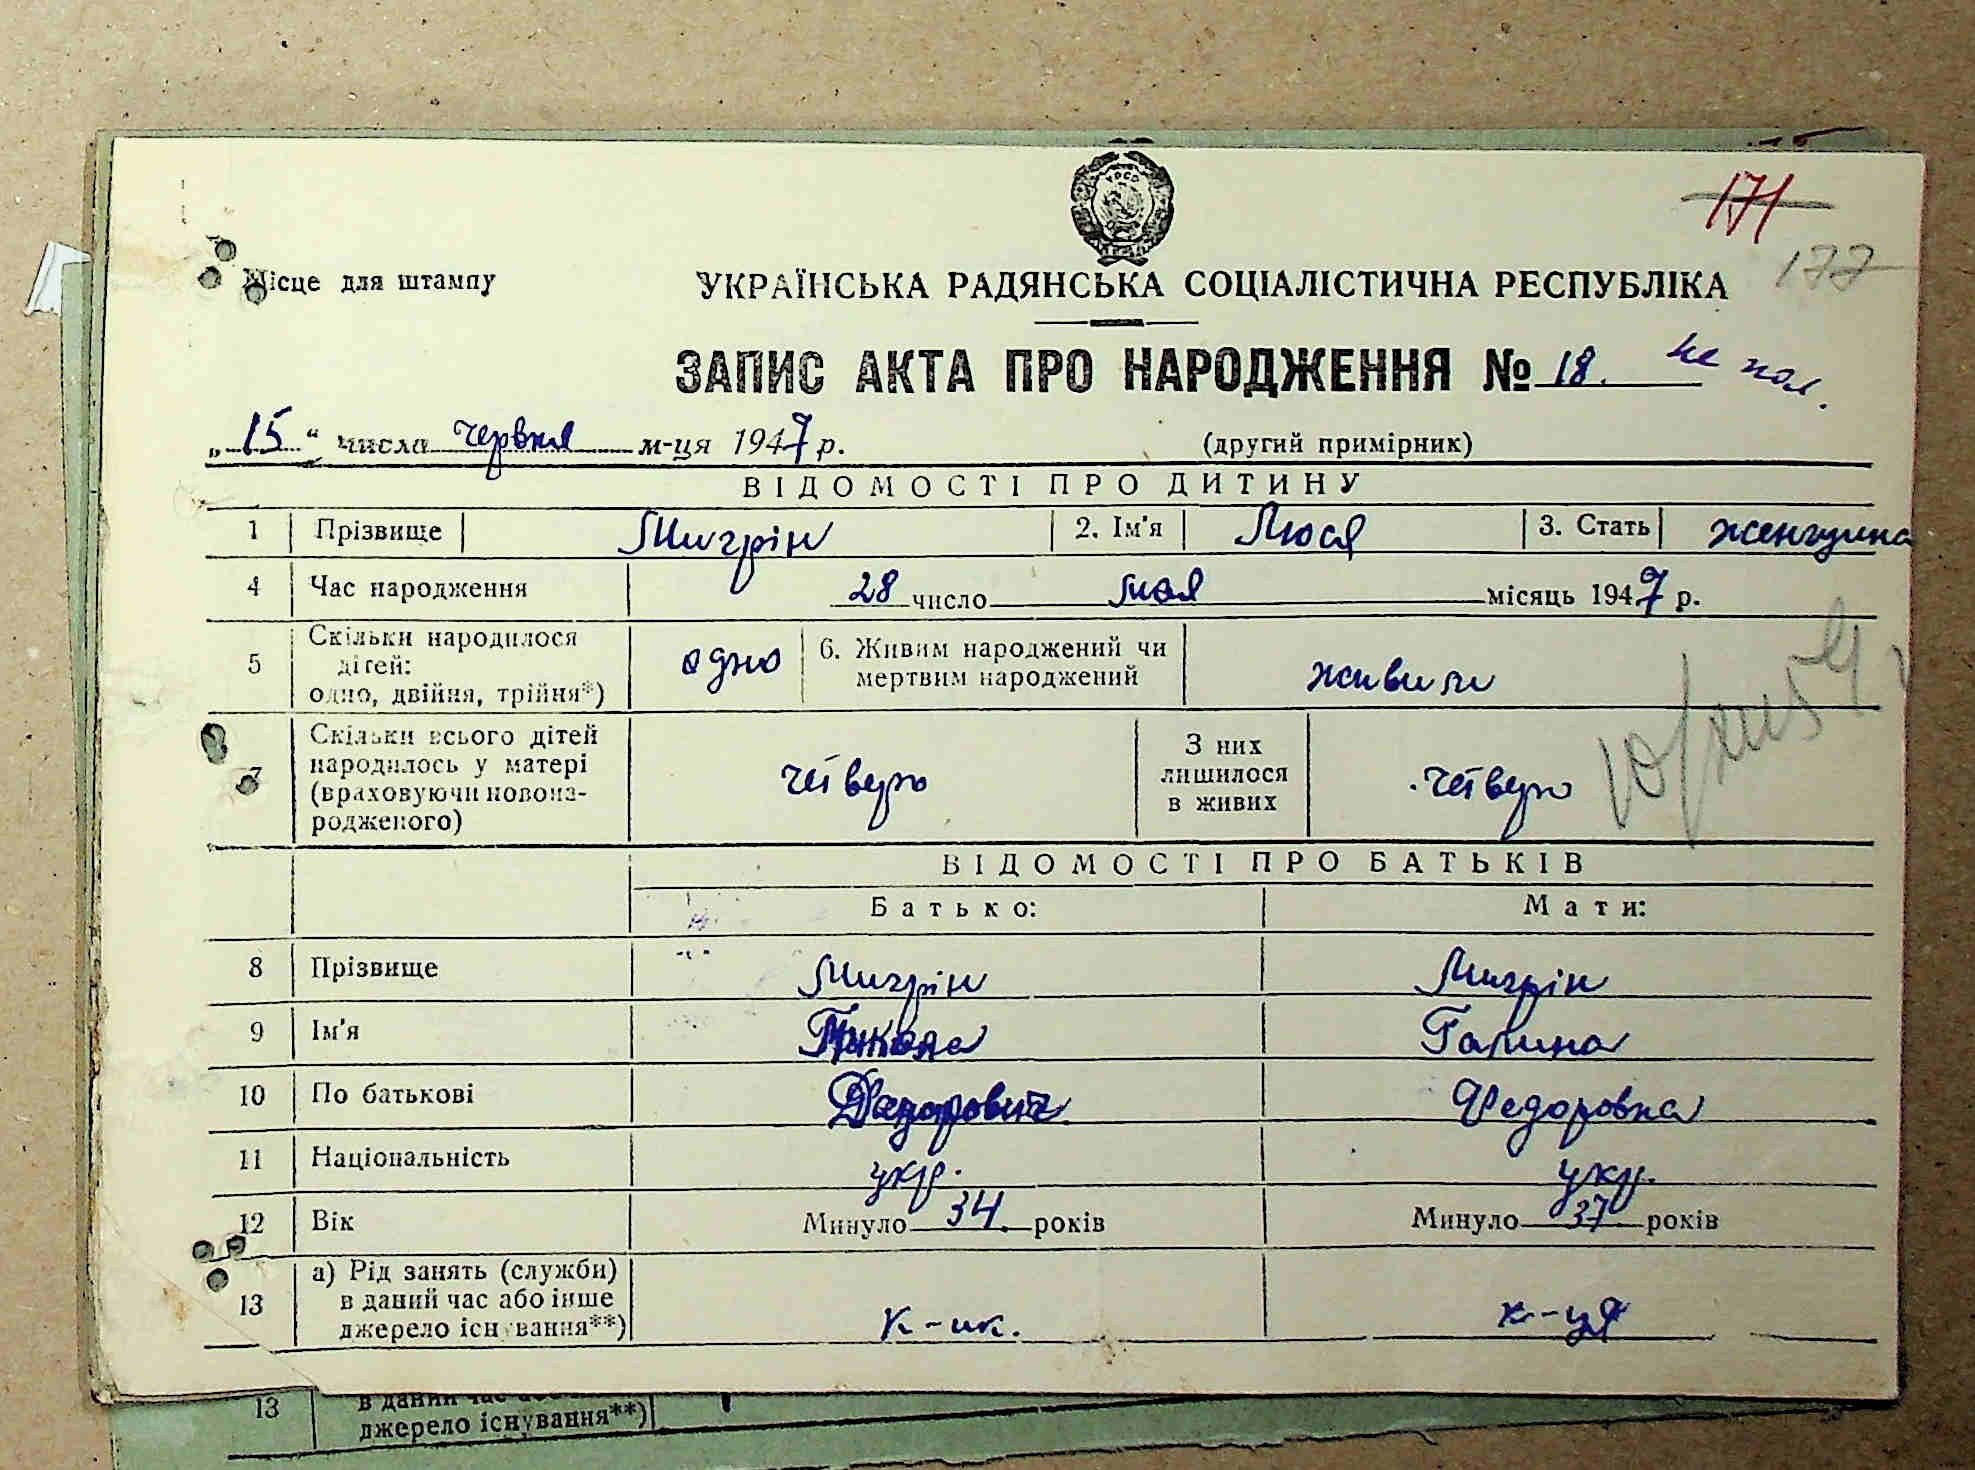 171
177
Місце для штампу
УКРАЇНСЬКА РАДЯНСЬКА СОЦІАЛІСТИЧНА РЕСПУБЛІКА
ЗАПИС АКТА ПРО НАРОДЖЕННЯ № 18. не пол.
„15“ числа червня м-ця 1947 р. (другий примірник)
ВІДОМОСТІ ПРО ДИТИНУ
1 Прізвище Мигрін 2. Ім'я Люся 3. Стать женщина
4 Час народження 28 число мая місяць 1947 р.
5 Скільки народилося дітей: одно, двійня, трійня*) одно 6. Живим народжений чи мертвим народжений живим
7 Скільки всього дітей народилось у матері (враховуючи новонародженого) четверо З них лишилося в живих четверо
ВІДОМОСТІ ПРО БАТЬКІВ
Батько: Мати:
8 Прізвище Мигрін Мигрін
9 Ім'я Галина
10 По батькові Федоровна
11 Національність укр. укр.
12 Вік Минуло 34 років Минуло 37 років
13 а) Рід занять (служби) в даний час або інше джерело існування**) к-ик. к-ця
13 в даний час або
джерело існування**)